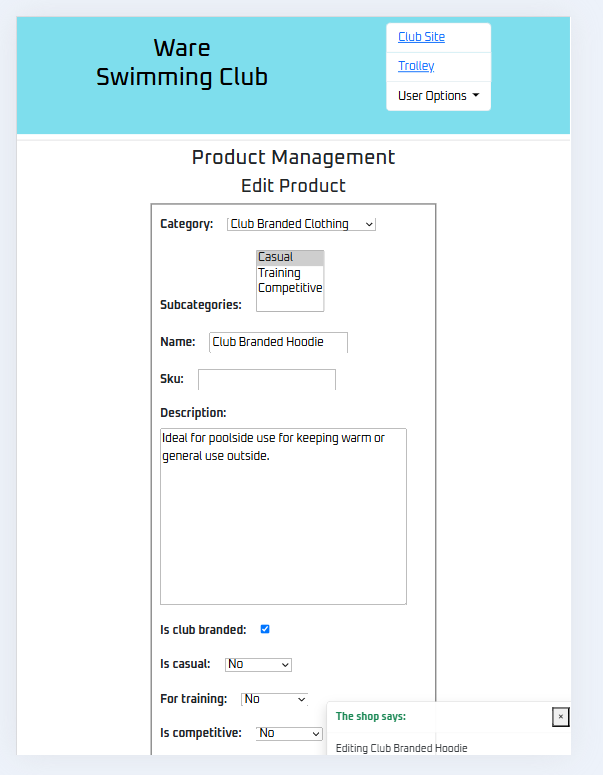 Ware
Swimming Club
Club Site
Trolley
User Options
Product Management
Edit Product
Category: Club Branded Clothing
Casual
Training
Competitive
Subcategories:
Name: Club Branded Hoodie
Sku:
Description:
Ideal for poolside use for keeping warm or
general use outside.
Is club branded:
Is casual: No
For training: No
The shop says: ×
Is competitive: No
Editing Club Branded Hoodie